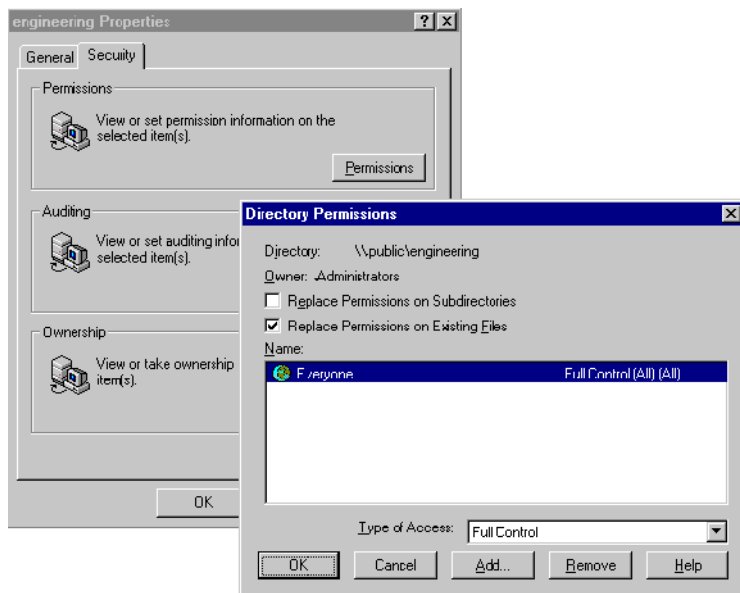 engineering Properties
General Security
Permissions
View or set permission information on the
selected item(s).
Permissions
Auditing
View or set auditing infor
selected item(s).
Ownership
View or take ownership
item(s).
OK
Directory Permissions
Directory: \\public\engineering
Owner: Administrators
Replace Permissions on Subdirectories
Replace Permissions on Existing Files
Name:
Everyone Full Control (All) (All)
Type of Access: Full Control
OK Cancel Add... Remove Help